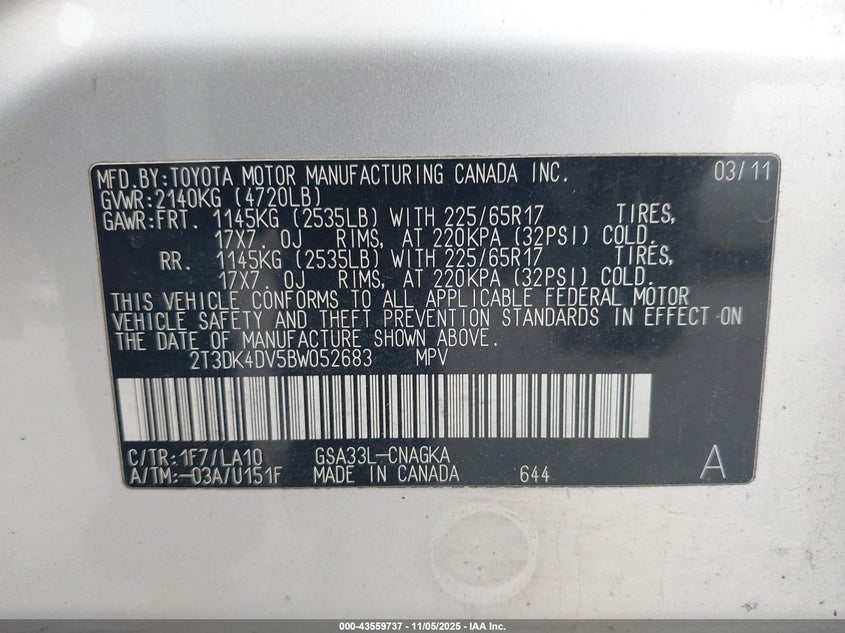 MFD.BY:TOYOTA MOTOR MANUFACTURING CANADA INC. 03/11
GVWR:2140KG (4720LB)
GAWR:FRT. 1145KG (2535LB) WITH 225/65R17 TIRES,
17X7. 0J RIMS, AT 220KPA (32PSI) COLD.
RR. 1145KG (2535LB) WITH 225/65R17 TIRES,
17X7. 0J RIMS, AT 220KPA (32PSI) COLD.
THIS VEHICLE CONFORMS TO ALL APPLICABLE FEDERAL MOTOR
VEHICLE SAFETY AND THEFT PREVENTION STANDARDS IN EFFECT ON
THE DATE OF MANUFACTURE SHOWN ABOVE.
2T3DK4DV5BW052683 MPV
C/TR:1F7/LA10 GSA33L-CNAGKA
A/TM:-03A/U151F MADE IN CANADA 644 A
000-43559737 - 11/05/2025 - IAA Inc.